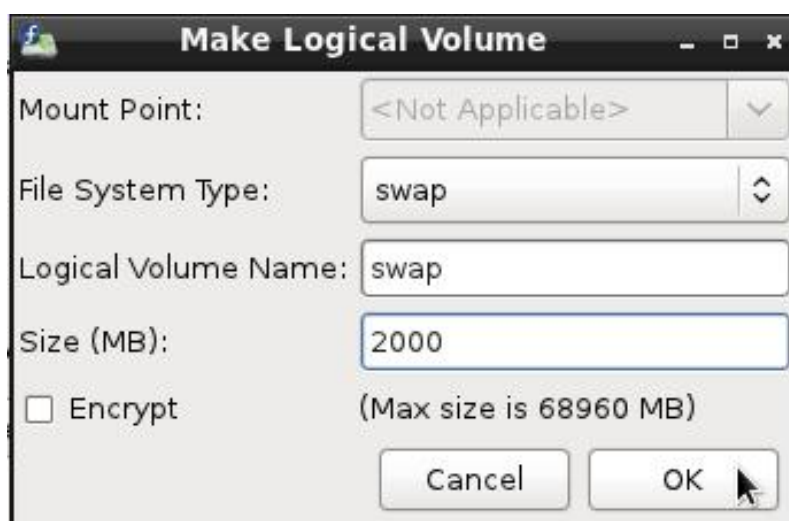 Make Logical Volume
Mount Point: <Not Applicable>
File System Type: swap
Logical Volume Name: swap
Size (MB): 2000
Encrypt (Max size is 68960 MB)
Cancel OK